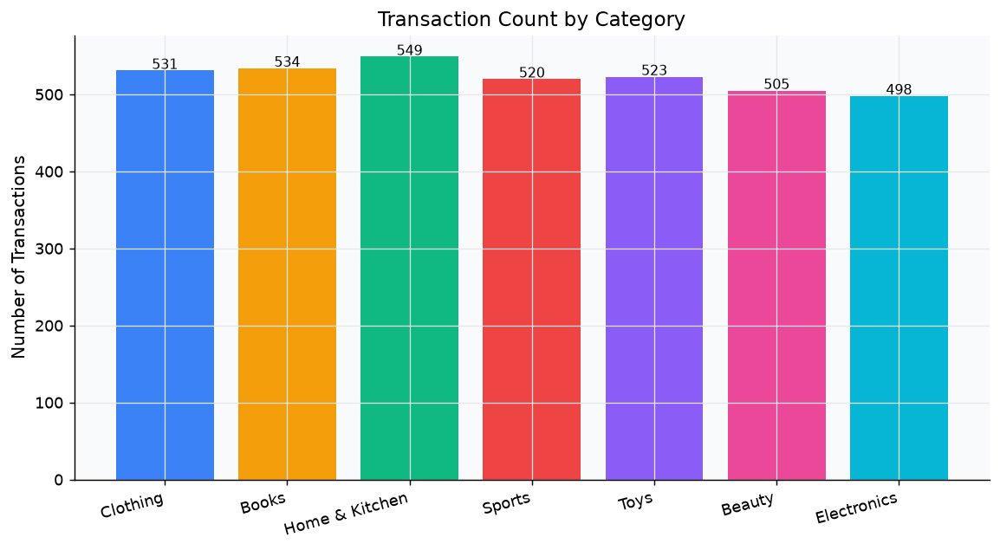 Transaction Count by Category
Number of Transactions
500
400
300
200
100
0
531
534
549
520
523
505
498
Clothing
Books
Home & Kitchen
Sports
Toys
Beauty
Electronics